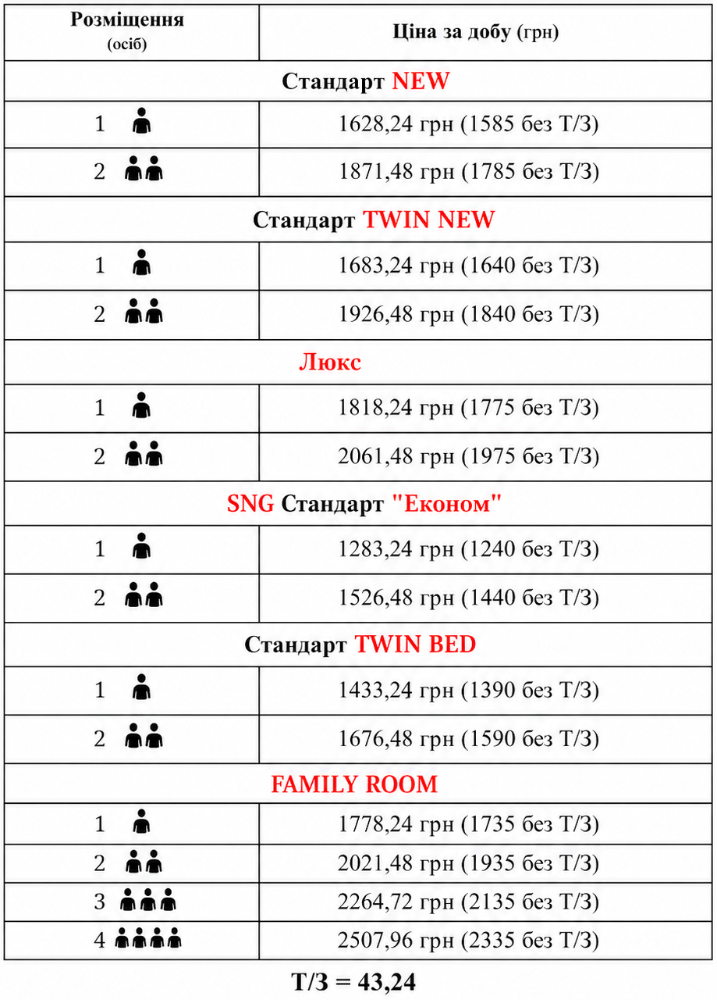 Розміщення
(осіб)
Ціна за добу (грн)
Стандарт NEW
1 1628,24 грн (1585 без Т/З)
2 1871,48 грн (1785 без Т/З)
Стандарт TWIN NEW
1 1683,24 грн (1640 без Т/З)
2 1926,48 грн (1840 без Т/З)
Люкс
1 1818,24 грн (1775 без Т/З)
2 2061,48 грн (1975 без Т/З)
SNG Стандарт "Економ"
1 1283,24 грн (1240 без Т/З)
2 1526,48 грн (1440 без Т/З)
Стандарт TWIN BED
1 1433,24 грн (1390 без Т/З)
2 1676,48 грн (1590 без Т/З)
FAMILY ROOM
1 1778,24 грн (1735 без Т/З)
2 2021,48 грн (1935 без Т/З)
3 2264,72 грн (2135 без Т/З)
4 2507,96 грн (2335 без Т/З)
Т/З = 43,24